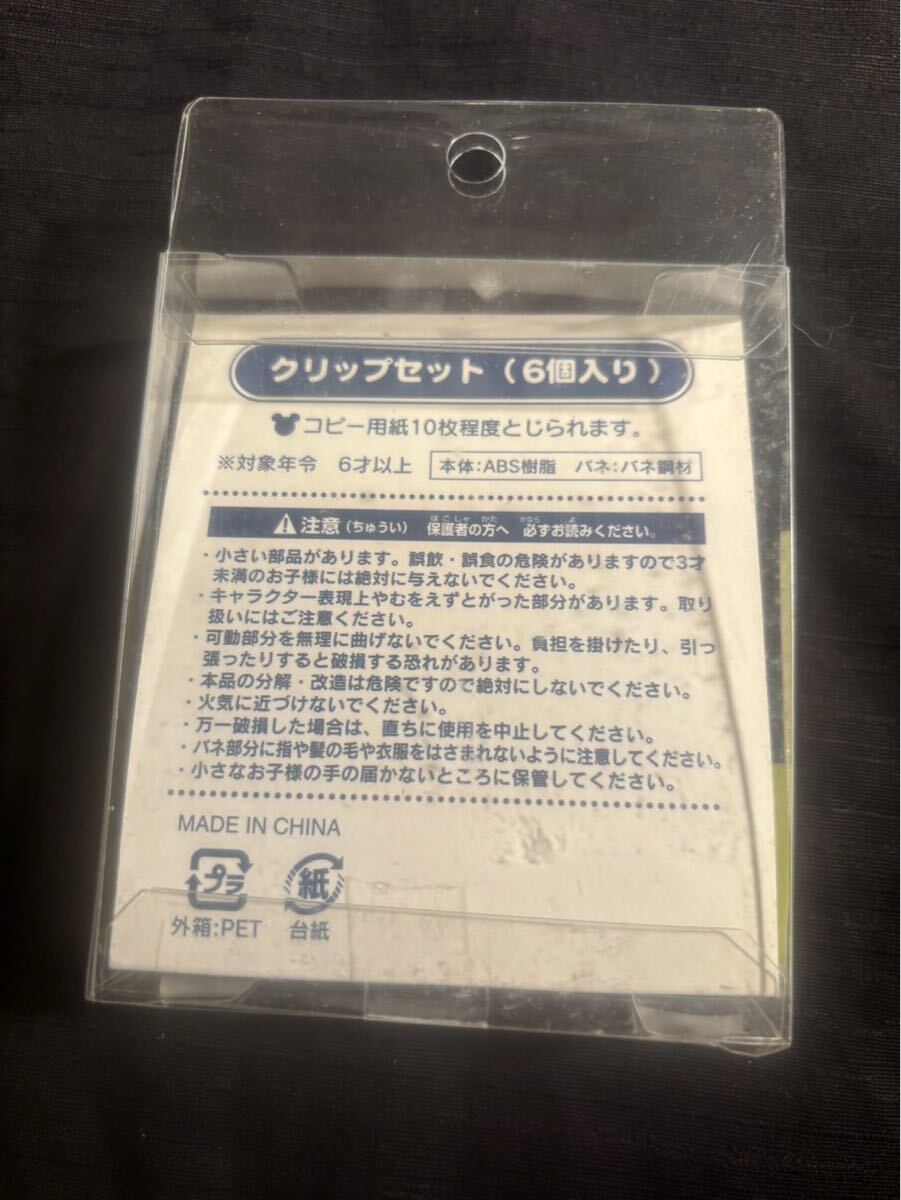 クリップセット（6個入り）
コピー用紙10枚程度とじられます。
※対象年令　6才以上　本体：ABS樹脂　バネ：バネ鋼材
注意（ちゅうい）　保護者の方へ　必ずお読みください。
・小さい部品があります。誤飲・誤食の危険がありますので3才
未満のお子様には絶対に与えないでください。
・キャラクター表現上やむをえずとがった部分があります。取り
扱いにはご注意ください。
・可動部分を無理に曲げないでください。負担を掛けたり、引っ
張ったりすると破損する恐れがあります。
・本品の分解・改造は危険ですので絶対にしないでください。
・火気に近づけないでください。
・万一破損した場合は、直ちに使用を中止してください。
・バネ部分に指や髪の毛や衣服をはさまれないように注意してください。
・小さなお子様の手の届かないところに保管してください。
MADE IN CHINA
プラ　紙
外箱：PET　台紙